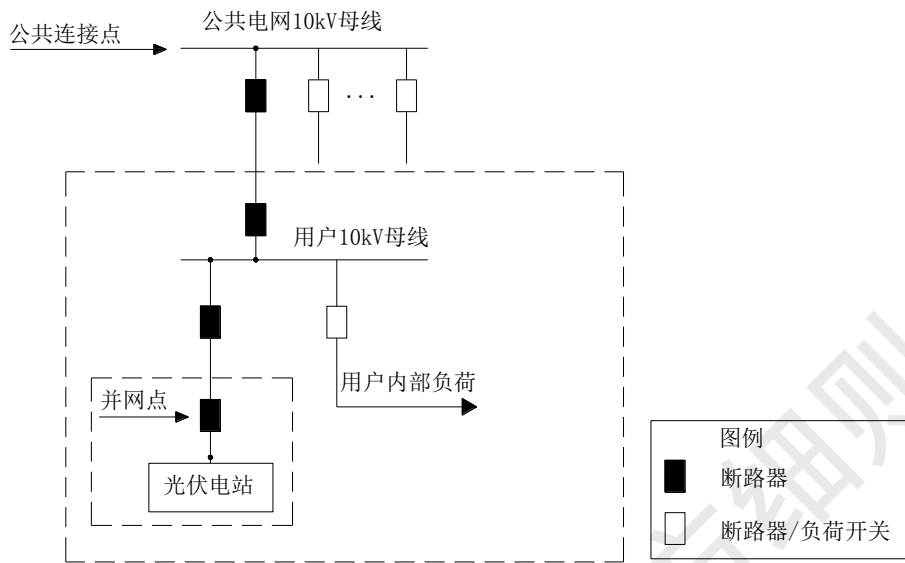 公共电网10kV母线
公共连接点
...
用户10kV母线
用户内部负荷
并网点
光伏电站
图例
断路器
断路器/负荷开关
细则